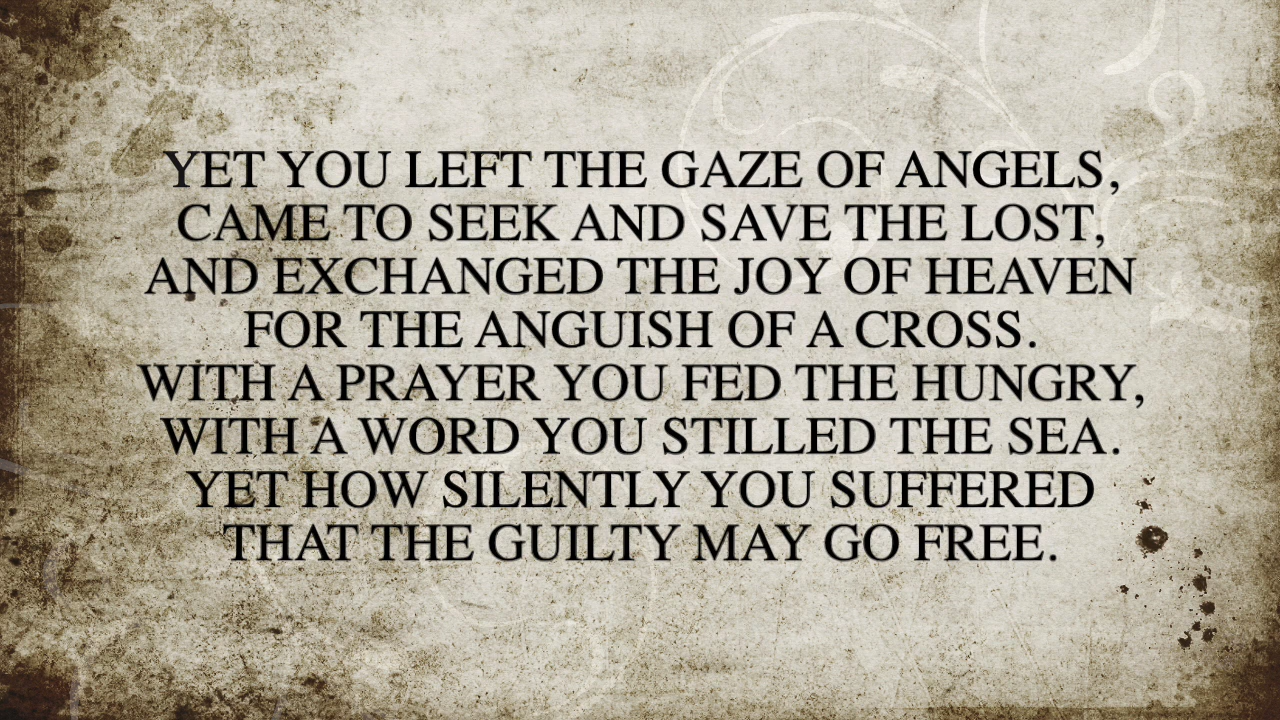 YET YOU LEFT THE GAZE OF ANGELS,
CAME TO SEEK AND SAVE THE LOST,
AND EXCHANGED THE JOY OF HEAVEN
FOR THE ANGUISH OF A CROSS.
WITH A PRAYER YOU FED THE HUNGRY,
WITH A WORD YOU STILLED THE SEA.
YET HOW SILENTLY YOU SUFFERED
THAT THE GUILTY MAY GO FREE.